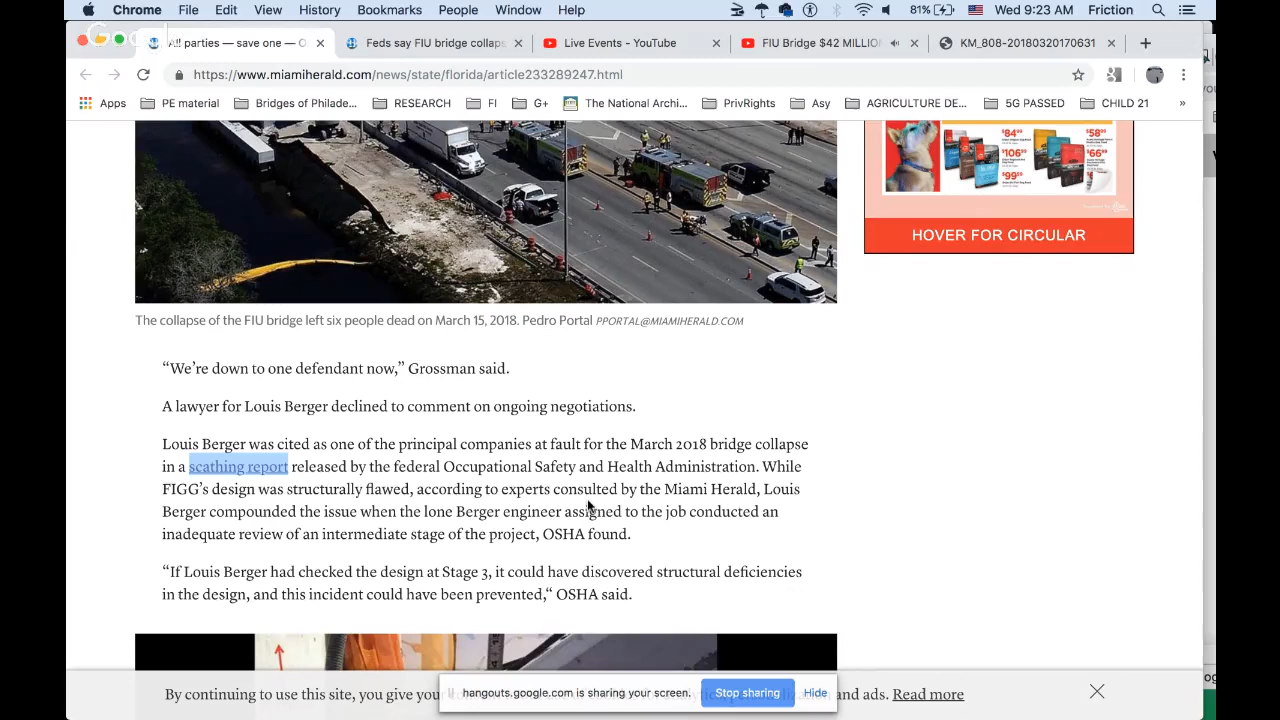 Chrome File Edit View History Bookmarks People Window Help 81% Wed 9:23 AM Friction
All parties — save one — O × Feds say FIU bridge collaps × Live Events - YouTube × FIU Bridge $42 MILLION × KM_808-20180320170631 ×
https://www.miamiherald.com/news/state/florida/article233289247.html
Apps PE material Bridges of Philade... RESEARCH FI G+ The National Archi... PrivRights Asy AGRICULTURE DE... 5G PASSED CHILD 21 »
HOVER FOR CIRCULAR
The collapse of the FIU bridge left six people dead on March 15, 2018. Pedro Portal PPORTAL@MIAMIHERALD.COM
“We’re down to one defendant now,” Grossman said.
A lawyer for Louis Berger declined to comment on ongoing negotiations.
Louis Berger was cited as one of the principal companies at fault for the March 2018 bridge collapse
in a scathing report released by the federal Occupational Safety and Health Administration. While
FIGG’s design was structurally flawed, according to experts consulted by the Miami Herald, Louis
Berger compounded the issue when the lone Berger engineer assigned to the job conducted an
inadequate review of an intermediate stage of the project, OSHA found.
“If Louis Berger had checked the design at Stage 3, it could have discovered structural deficiencies
in the design, and this incident could have been prevented,“ OSHA said.
By continuing to use this site, you give your and ads. Read more
hangouts.google.com is sharing your screen. Stop sharing Hide